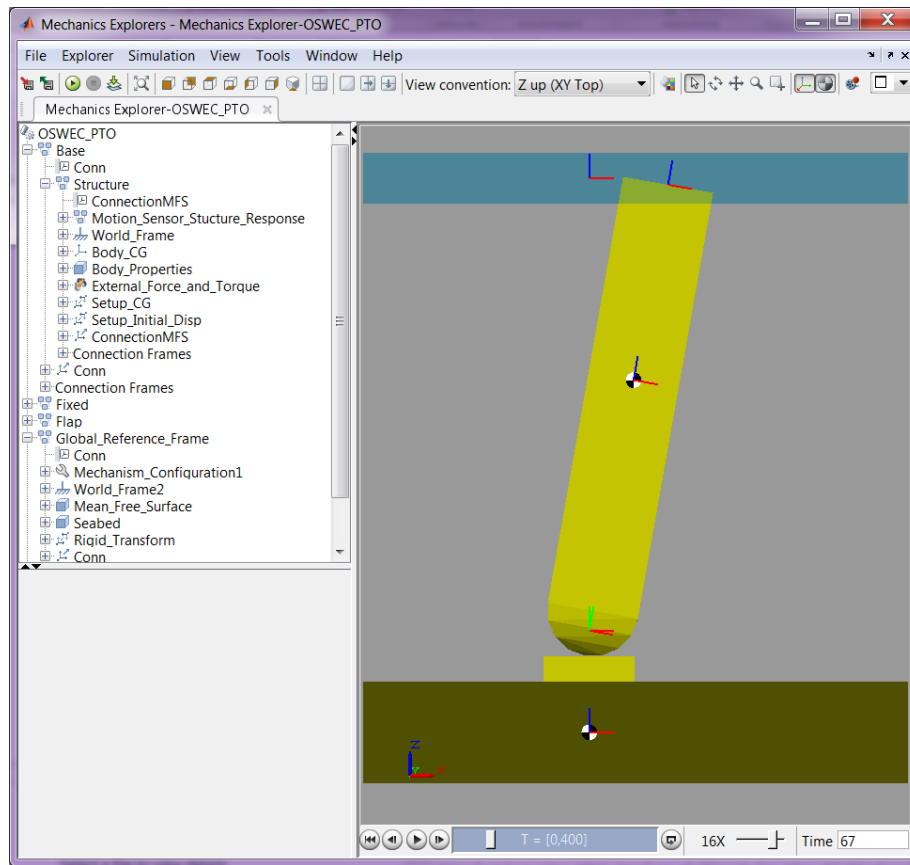 Mechanics Explorers - Mechanics Explorer-OSWEC_PTO
File Explorer Simulation View Tools Window Help
View convention: Z up (XY Top)
Mechanics Explorer-OSWEC_PTO
OSWEC_PTO
Base
Conn
Structure
ConnectionMFS
Motion_Sensor_Stucture_Response
World_Frame
Body_CG
Body_Properties
External_Force_and_Torque
Setup_CG
Setup_Initial_Disp
ConnectionMFS
Connection Frames
Conn
Connection Frames
Fixed
Flap
Global_Reference_Frame
Conn
Mechanism_Configuration1
World_Frame2
Mean_Free_Surface
Seabed
Rigid_Transform
Conn
Z
T = [0,400]
16X
Time 67